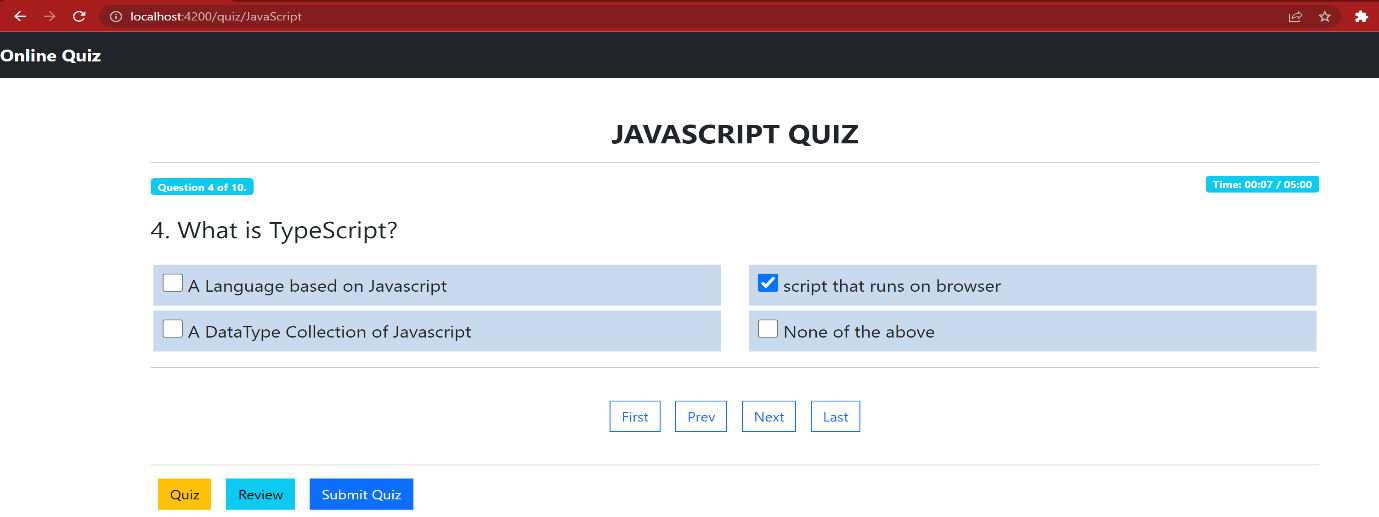 localhost:4200/quiz/JavaScript
Online Quiz
JAVASCRIPT QUIZ
Question 4 of 10.
Time: 00:07 / 05:00
4. What is TypeScript?
A Language based on Javascript
script that runs on browser
A DataType Collection of Javascript
None of the above
First Prev Next Last
Quiz Review Submit Quiz